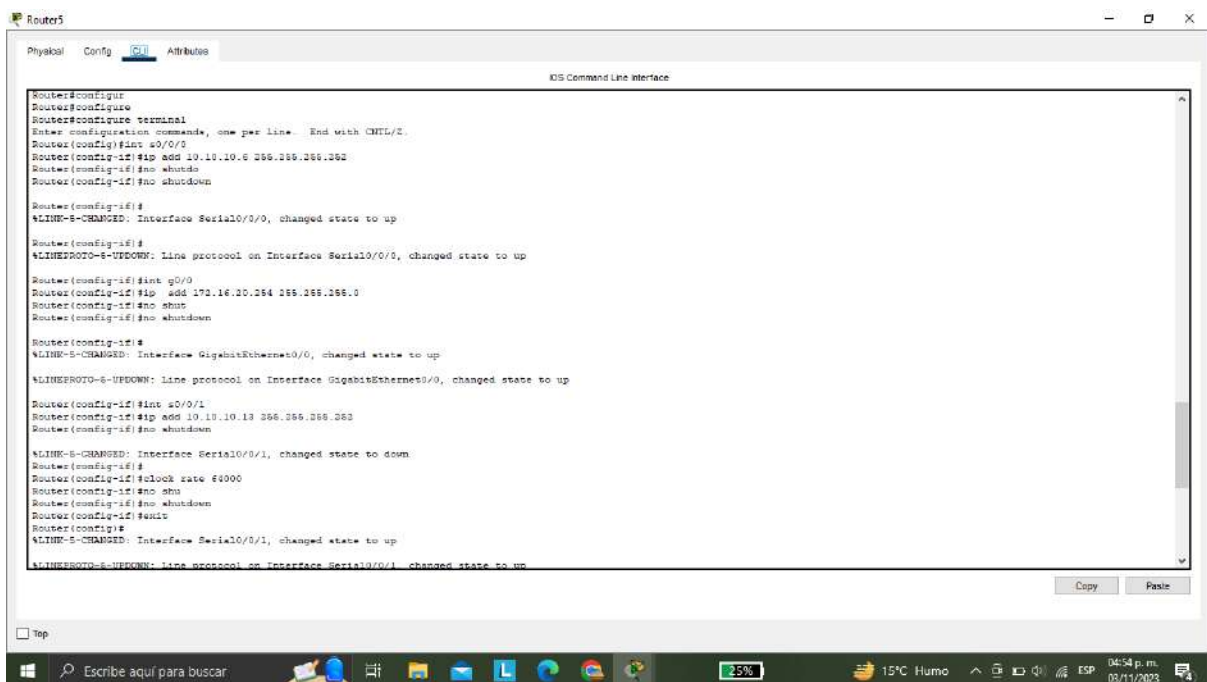 Router5
Physical Config CLI Attributes
IOS Command Line Interface
Router#configur
Router#configure
Router#configure terminal
Enter configuration commands, one per line. End with CNTL/Z.
Router(config)#int s0/0/0
Router(config-if)#ip add 10.10.10.6 255.255.255.252
Router(config-if)#no shutdo
Router(config-if)#no shutdown
Router(config-if)#
%LINK-5-CHANGED: Interface Serial0/0/0, changed state to up
Router(config-if)#
%LINEPROTO-5-UPDOWN: Line protocol on Interface Serial0/0/0, changed state to up
Router(config-if)#int g0/0
Router(config-if)#ip add 172.16.20.254 255.255.255.0
Router(config-if)#no shut
Router(config-if)#no shutdown
Router(config-if)#
%LINK-5-CHANGED: Interface GigabitEthernet0/0, changed state to up
%LINEPROTO-5-UPDOWN: Line protocol on Interface GigabitEthernet0/0, changed state to up
Router(config-if)#int s0/0/1
Router(config-if)#ip add 10.10.10.13 255.255.255.252
Router(config-if)#no shutdown
%LINK-5-CHANGED: Interface Serial0/0/1, changed state to down
Router(config-if)#
Router(config-if)#clock rate 64000
Router(config-if)#no shu
Router(config-if)#no shutdown
Router(config-if)#exit
Router(config)#
%LINK-5-CHANGED: Interface Serial0/0/1, changed state to up
%LINEPROTO-5-UPDOWN: Line protocol on Interface Serial0/0/1, changed state to up
Copy Paste
Top
Escribe aquí para buscar
L
25%
15°C Humo
ESP
04:54 p. m.
03/11/2023